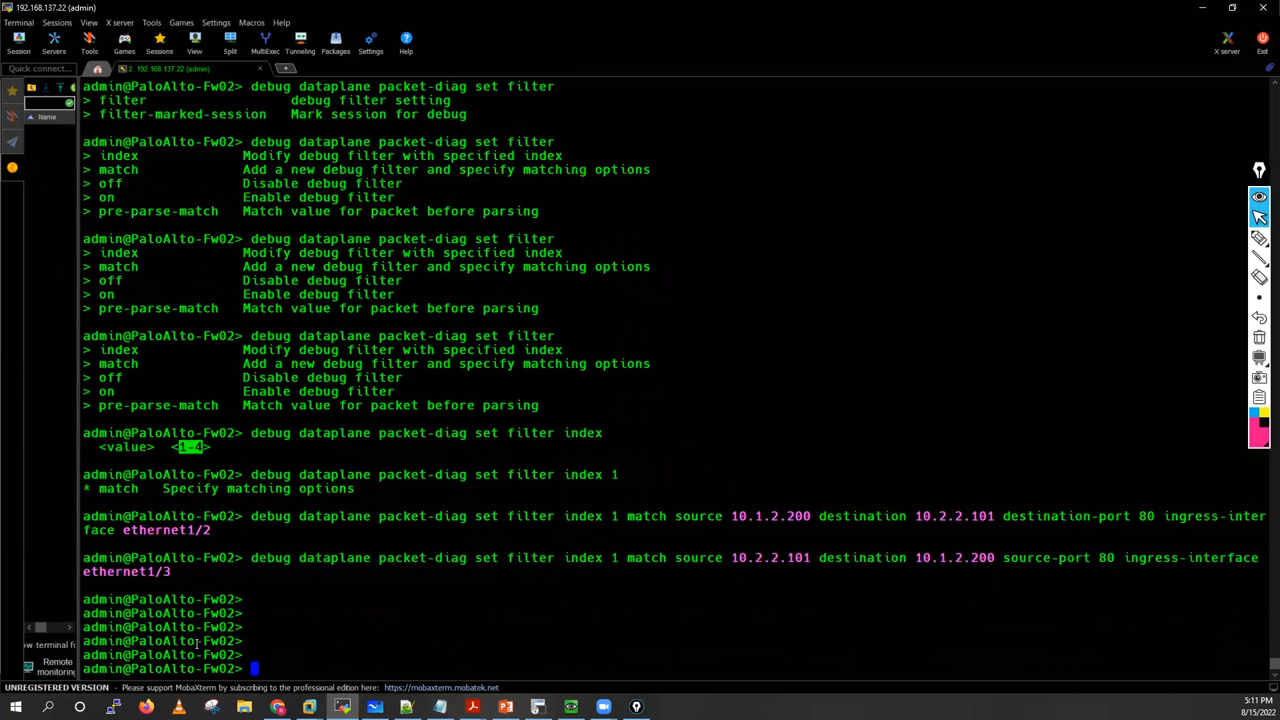 192.168.137.22 (admin)
Terminal Sessions View X server Tools Games Settings Macros Help
Session Servers Tools Games Sessions View Split MultiExec Tunneling Packages Settings Help X server Exit
Quick connect... 2. 192.168.137.22 (admin)
Name
admin@PaloAlto-Fw02> debug dataplane packet-diag set filter
> filter debug filter setting
> filter-marked-session Mark session for debug
admin@PaloAlto-Fw02> debug dataplane packet-diag set filter
> index Modify debug filter with specified index
> match Add a new debug filter and specify matching options
> off Disable debug filter
> on Enable debug filter
> pre-parse-match Match value for packet before parsing
admin@PaloAlto-Fw02> debug dataplane packet-diag set filter
> index Modify debug filter with specified index
> match Add a new debug filter and specify matching options
> off Disable debug filter
> on Enable debug filter
> pre-parse-match Match value for packet before parsing
admin@PaloAlto-Fw02> debug dataplane packet-diag set filter
> index Modify debug filter with specified index
> match Add a new debug filter and specify matching options
> off Disable debug filter
> on Enable debug filter
> pre-parse-match Match value for packet before parsing
admin@PaloAlto-Fw02> debug dataplane packet-diag set filter index
<value> <1-4>
admin@PaloAlto-Fw02> debug dataplane packet-diag set filter index 1
* match Specify matching options
admin@PaloAlto-Fw02> debug dataplane packet-diag set filter index 1 match source 10.1.2.200 destination 10.2.2.101 destination-port 80 ingress-inter
face ethernet1/2
admin@PaloAlto-Fw02> debug dataplane packet-diag set filter index 1 match source 10.2.2.101 destination 10.1.2.200 source-port 80 ingress-interface
ethernet1/3
admin@PaloAlto-Fw02>
admin@PaloAlto-Fw02>
admin@PaloAlto-Fw02>
admin@PaloAlto-Fw02>
admin@PaloAlto-Fw02>
admin@PaloAlto-Fw02>
ow terminal fo
Remote
monitoring
UNREGISTERED VERSION - Please support MobaXterm by subscribing to the professional edition here: https://mobaxterm.mobatek.net
5:11 PM
8/15/2022